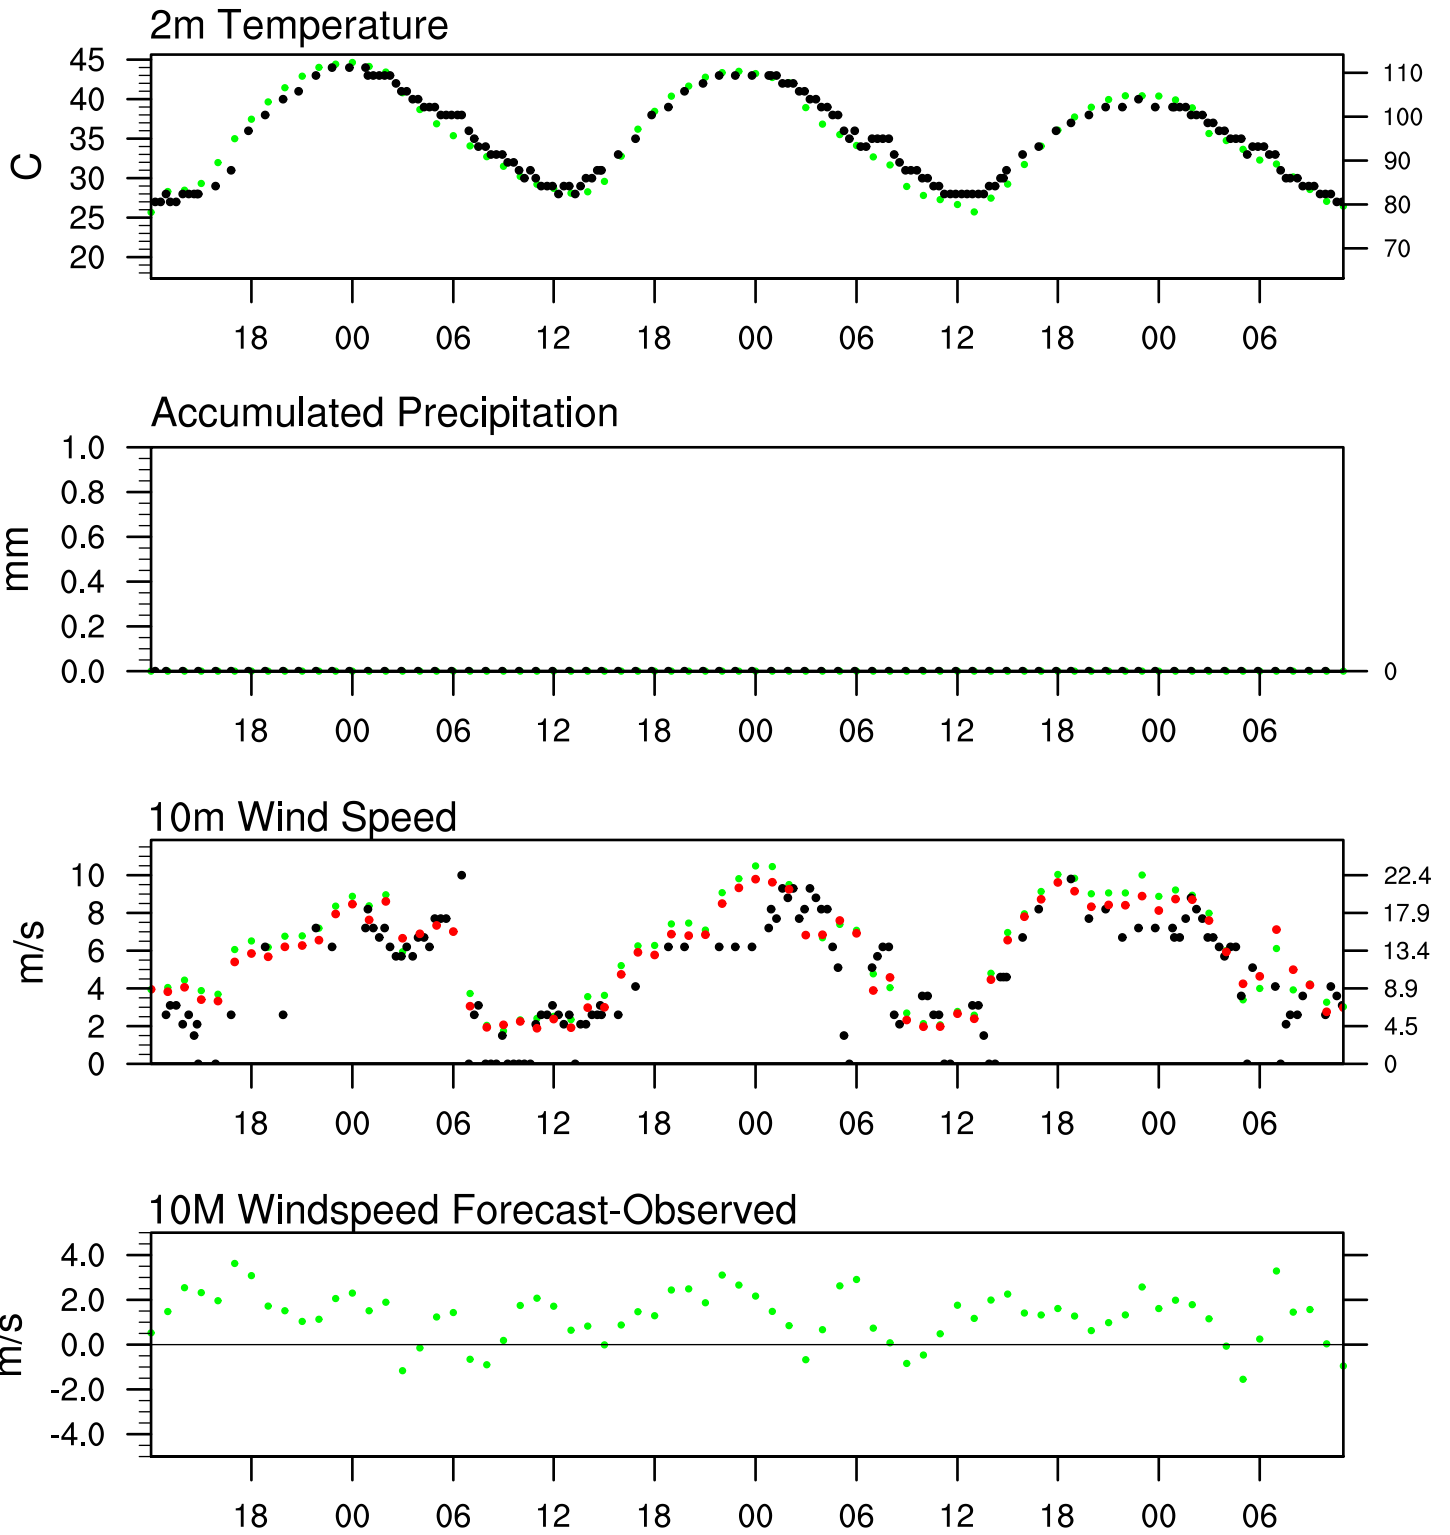 2m Temperature
45 110
40 100
35
30 90
25 80
20 70
C
18 00 06 12 18 00 06 12 18 00 06
Accumulated Precipitation
1.0
0.8
0.6
0.4
0.2
0.0 0
mm
18 00 06 12 18 00 06 12 18 00 06
10m Wind Speed
10 22.4
8 17.9
6 13.4
4 8.9
2 4.5
0 0
m/s
18 00 06 12 18 00 06 12 18 00 06
10M Windspeed Forecast-Observed
4.0
2.0
0.0
-2.0
-4.0
m/s
18 00 06 12 18 00 06 12 18 00 06